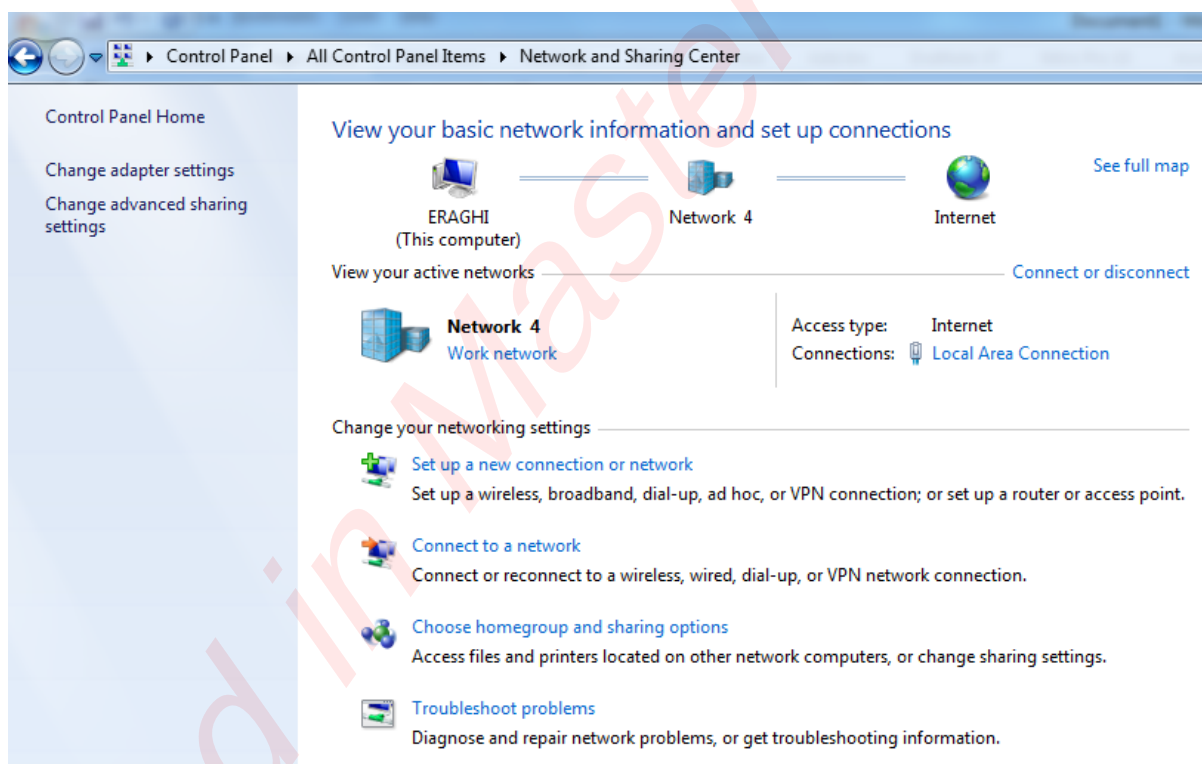 Control Panel ▸ All Control Panel Items ▸ Network and Sharing Center
Control Panel Home
Change adapter settings
Change advanced sharing
settings
View your basic network information and set up connections
See full map
ERAGHI
(This computer)
Network 4
Internet
View your active networks
Connect or disconnect
Network 4
Work network
Access type: Internet
Connections: Local Area Connection
Change your networking settings
Set up a new connection or network
Set up a wireless, broadband, dial-up, ad hoc, or VPN connection; or set up a router or access point.
Connect to a network
Connect or reconnect to a wireless, wired, dial-up, or VPN network connection.
Choose homegroup and sharing options
Access files and printers located on other network computers, or change sharing settings.
Troubleshoot problems
Diagnose and repair network problems, or get troubleshooting information.
d in Master